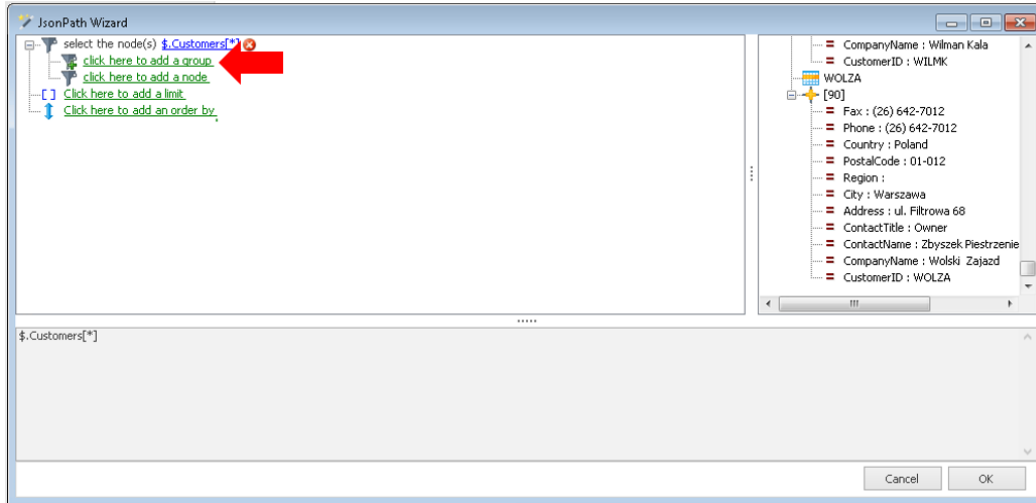 JsonPath Wizard
select the node(s) $.Customers[*]
click here to add a group
click here to add a node
Click here to add a limit
Click here to add an order by
CompanyName : Wilman Kala
CustomerID : WILMK
WOLZA
[90]
Fax : (26) 642-7012
Phone : (26) 642-7012
Country : Poland
PostalCode : 01-012
Region :
City : Warszawa
Address : ul. Filtrowa 68
ContactTitle : Owner
ContactName : Zbyszek Piestrzenie
CompanyName : Wolski Zajazd
CustomerID : WOLZA
$.Customers[*]
Cancel
OK